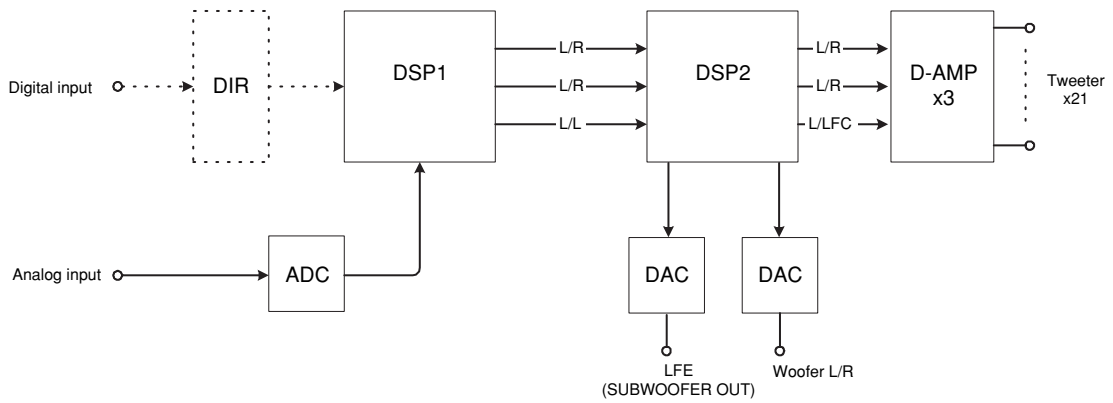 Digital input
DIR
DSP1
L/R
L/R
L/L
DSP2
L/R
L/R
L/LFC
D-AMP
x3
Tweeter
x21
Analog input
ADC
DAC
DAC
LFE
(SUBWOOFER OUT)
Woofer L/R